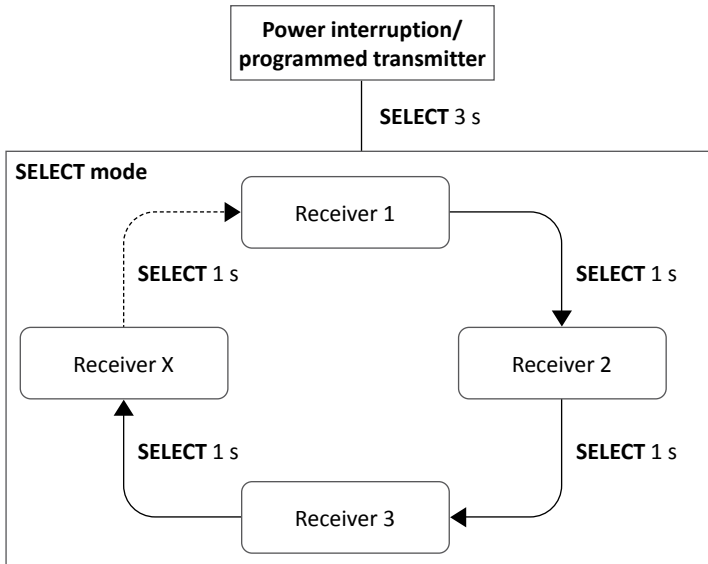 Power interruption/
programmed transmitter
SELECT 3 s
SELECT mode
Receiver 1
SELECT 1 s
SELECT 1 s
Receiver X
Receiver 2
SELECT 1 s
SELECT 1 s
Receiver 3